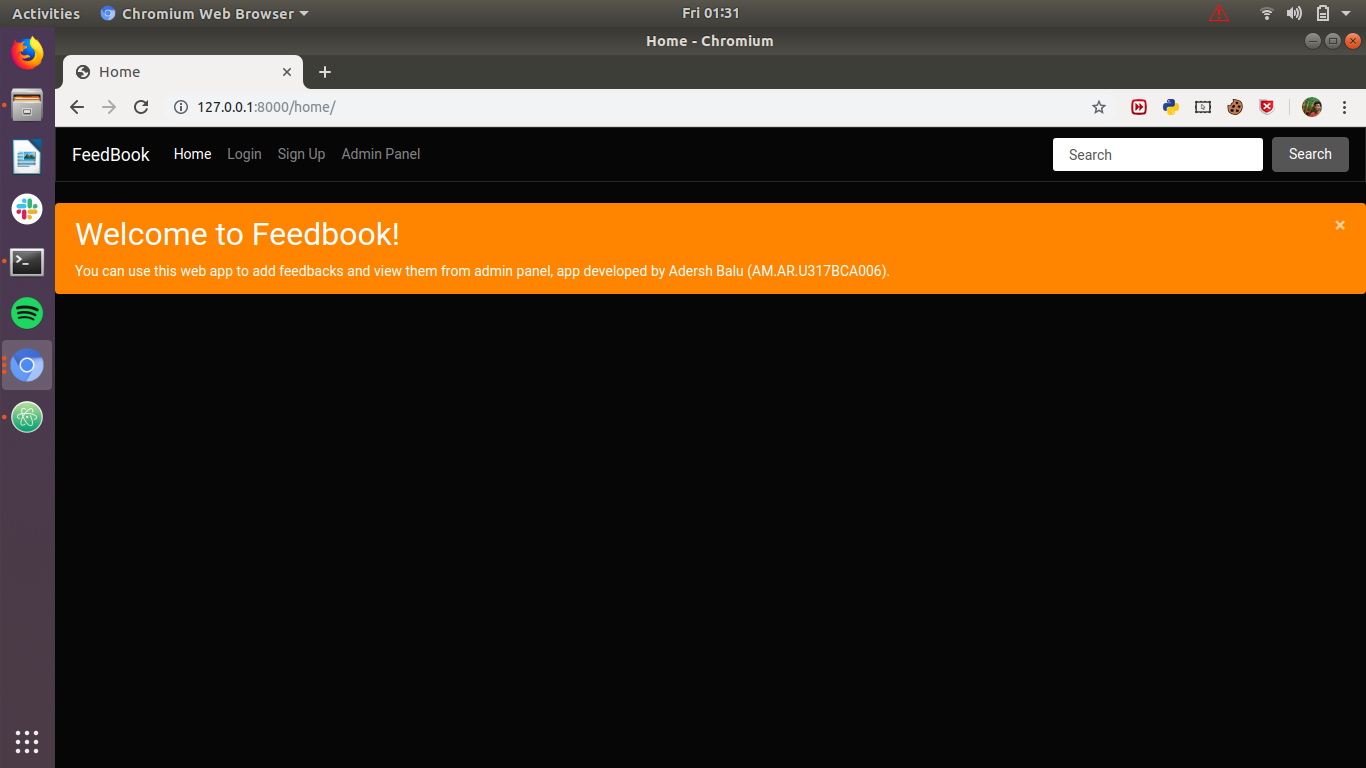 Activities Chromium Web Browser Fri 01:31
Home - Chromium
Home
127.0.0.1:8000/home/
FeedBook Home Login Sign Up Admin Panel Search Search
Welcome to Feedbook!
You can use this web app to add feedbacks and view them from admin panel, app developed by Adersh Balu (AM.AR.U317BCA006).